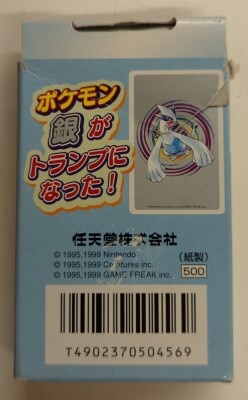 ポケモン
銀が
トランプに
なった!
任天堂株式会社
© 1995,1999 Nintendo
© 1995,1999 Creatures inc.
© 1995,1999 GAME FREAK inc.
(紙製)
500
T4902370504569